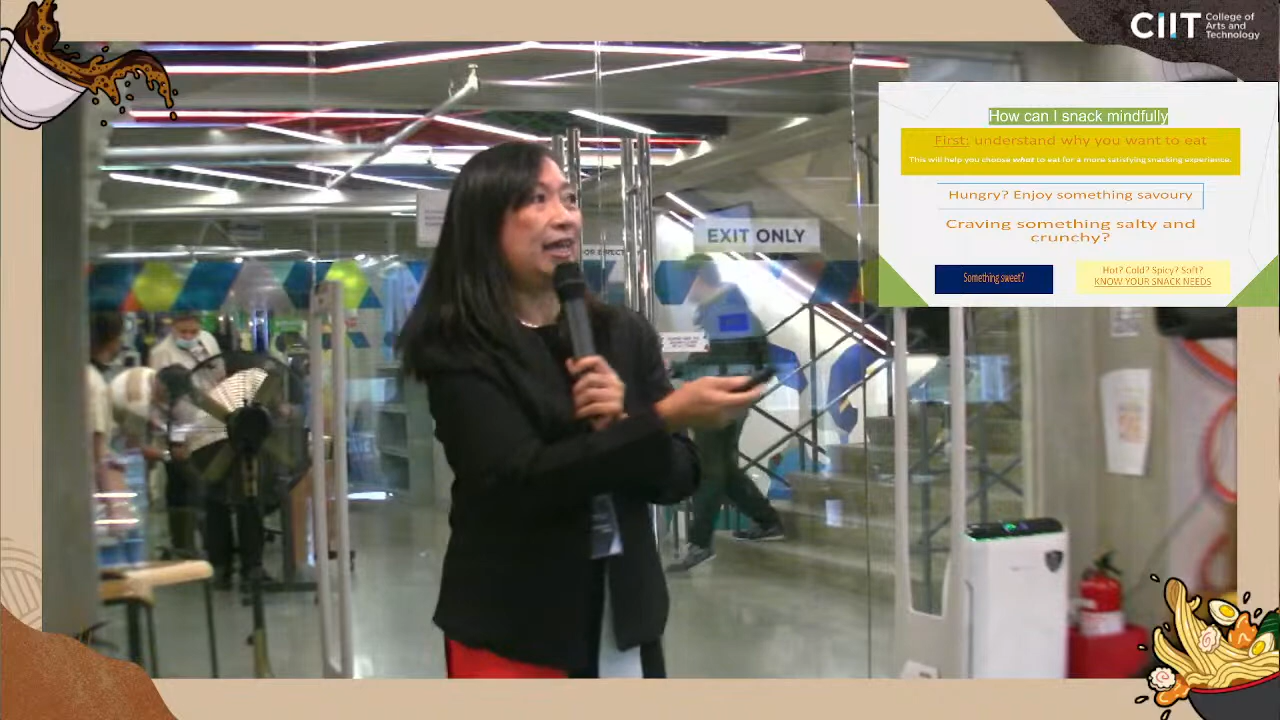 CIIT College of
Arts and
Technology
How can I snack mindfully
First: understand why you want to eat
This will help you choose what to eat for a more satisfying snacking experience.
Hungry? Enjoy something savoury
Craving something salty and
crunchy?
Something sweet?
Hot? Cold? Spicy? Soft?
KNOW YOUR SNACK NEEDS
EXIT ONLY